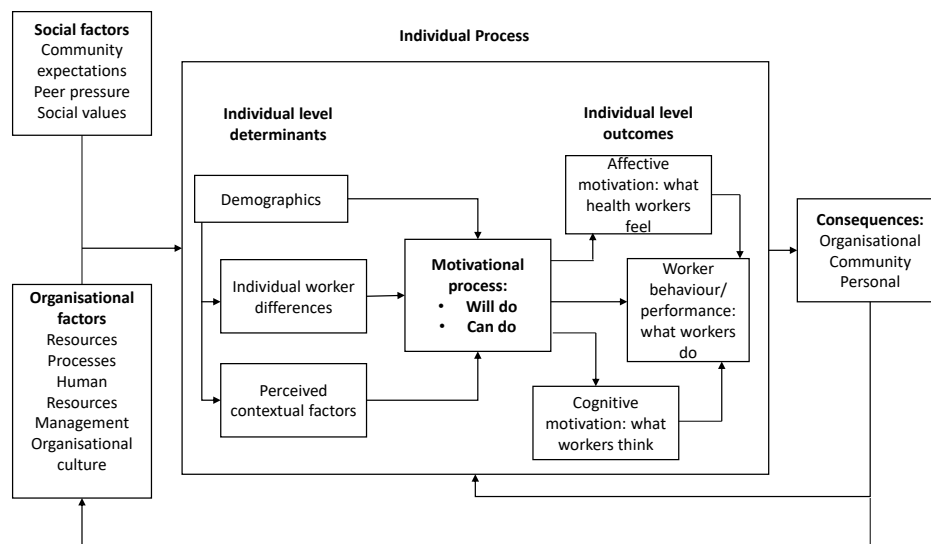 Social factors
Community
expectations
Peer pressure
Social values
Individual Process
Individual level
determinants
Individual level
outcomes
Demographics
Affective
motivation: what
health workers
feel
Consequences:
Organisational
Community
Personal
Individual worker
differences
Motivational
process:
• Will do
• Can do
Worker
behaviour/
performance:
what workers
do
Organisational
factors
Resources
Processes
Human
Resources
Management
Organisational
culture
Perceived
contextual factors
Cognitive
motivation: what
workers think